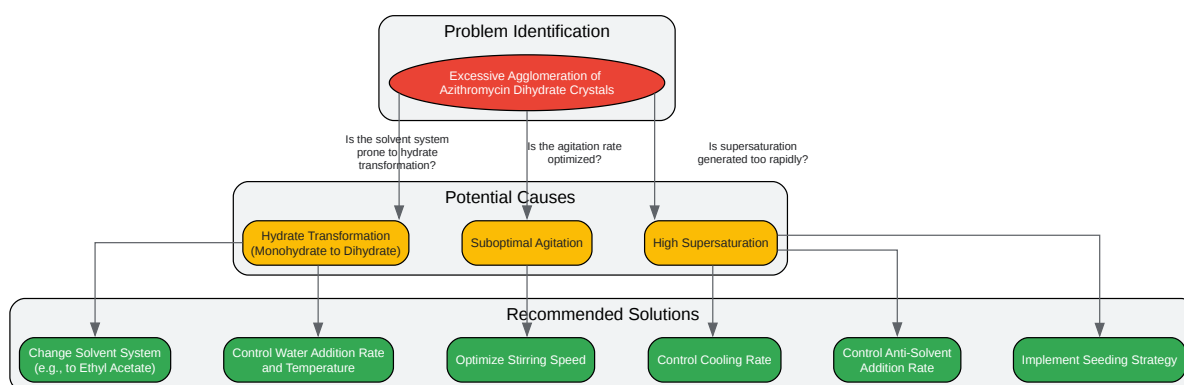 Problem Identification
Excessive Agglomeration of
Azithromycin Dihydrate Crystals
Is the solvent system
prone to hydrate
transformation?
Is the agitation rate
optimized?
Is supersaturation
generated too rapidly?
Potential Causes
Hydrate Transformation
(Monohydrate to Dihydrate)
Suboptimal Agitation
High Supersaturation
Recommended Solutions
Change Solvent System
(e.g., to Ethyl Acetate)
Control Water Addition Rate
and Temperature
Optimize Stirring Speed
Control Cooling Rate
Control Anti-Solvent
Addition Rate
Implement Seeding Strategy